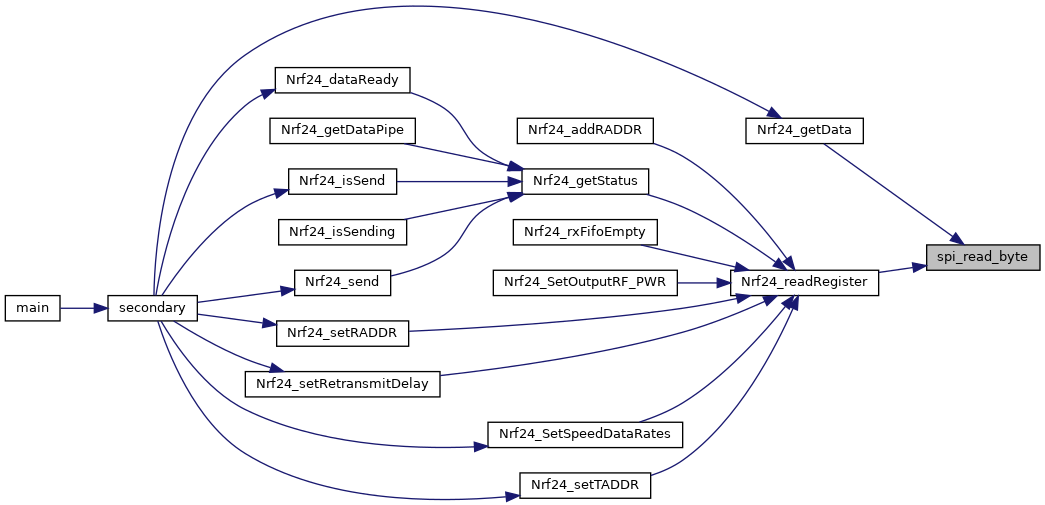 Nrf24_dataReady
Nrf24_getDataPipe
Nrf24_addRADDR
Nrf24_getData
Nrf24_isSend
Nrf24_getStatus
Nrf24_isSending
Nrf24_rxFifoEmpty
spi_read_byte
Nrf24_send
Nrf24_SetOutputRF_PWR
Nrf24_readRegister
main
secondary
Nrf24_setRADDR
Nrf24_setRetransmitDelay
Nrf24_SetSpeedDataRates
Nrf24_setTADDR